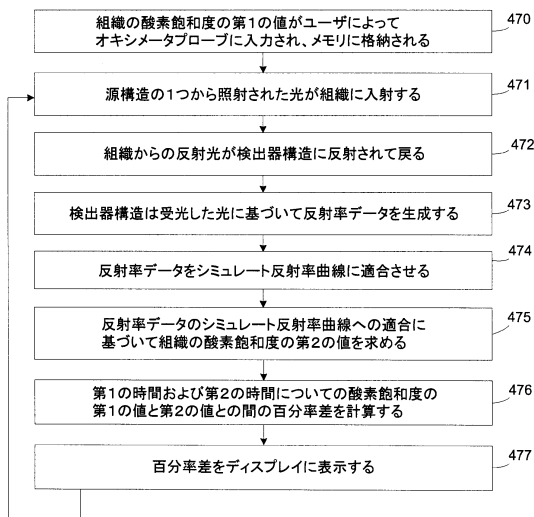 組織の酸素飽和度の第1の値がユーザによって
オキシメータプローブに入力され、メモリに格納される
470
源構造の1つから照射された光が組織に入射する
471
組織からの反射光が検出器構造に反射されて戻る
472
検出器構造は受光した光に基づいて反射率データを生成する
473
反射率データをシミュレート反射率曲線に適合させる
474
反射率データのシミュレート反射率曲線への適合に
基づいて組織の酸素飽和度の第2の値を求める
475
第1の時間および第2の時間についての酸素飽和度の
第1の値と第2の値との間の百分率差を計算する
476
百分率差をディスプレイに表示する
477